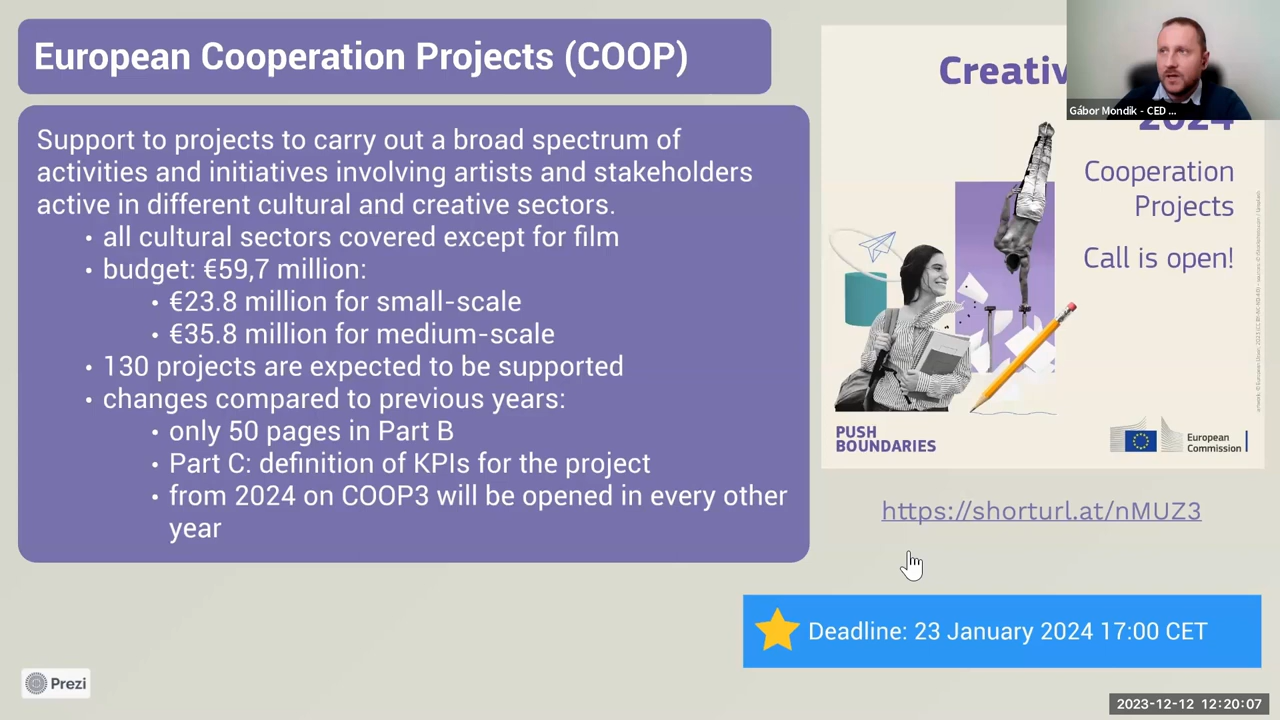 European Cooperation Projects (COOP)
Support to projects to carry out a broad spectrum of
activities and initiatives involving artists and stakeholders
active in different cultural and creative sectors.
• all cultural sectors covered except for film
• budget: €59,7 million:
• €23.8 million for small-scale
• €35.8 million for medium-scale
• 130 projects are expected to be supported
• changes compared to previous years:
• only 50 pages in Part B
• Part C: definition of KPIs for the project
• from 2024 on COOP3 will be opened in every other
year
Creativ
2024
Gábor Mondik - CED ...
Cooperation
Projects
Call is open!
PUSH
BOUNDARIES
European
Commission
https://shorturl.at/nMUZ3
Deadline: 23 January 2024 17:00 CET
Prezi
2023-12-12 12:20:07